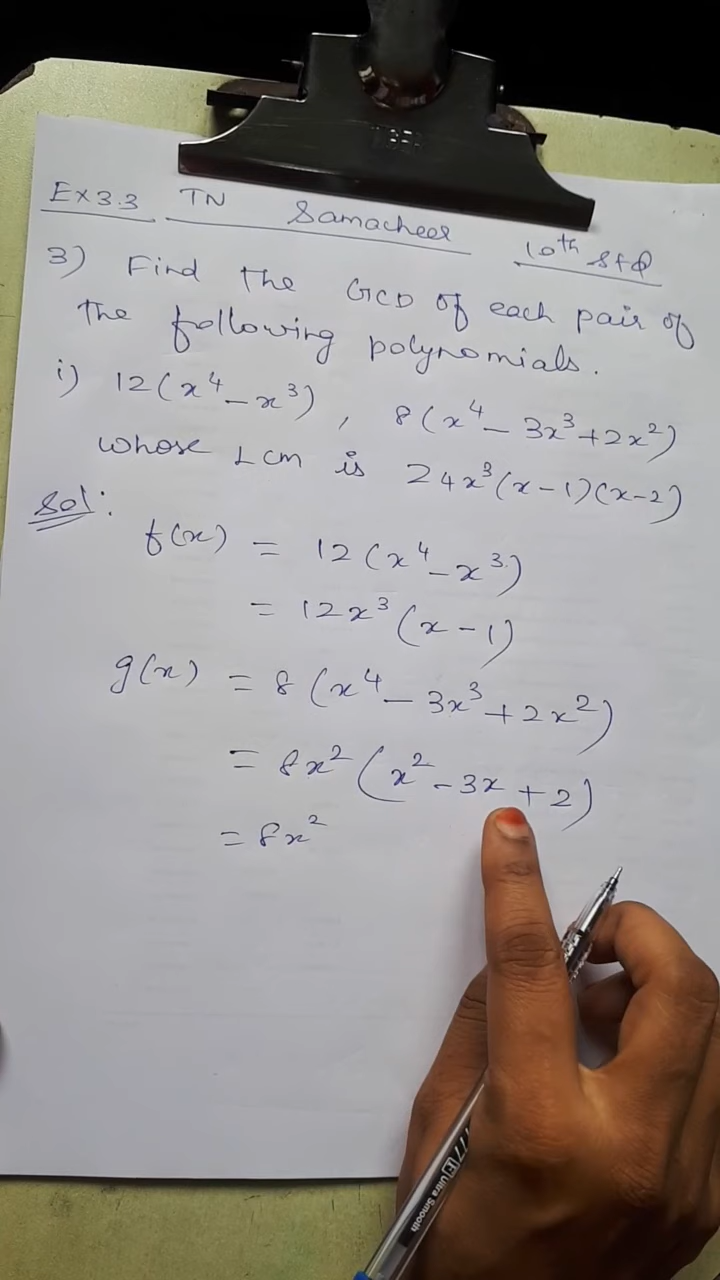 Ex 3.3 TN Samacheer 10th Std
3) Find the GCD of each pair of
the following polynomials.
i) 12(x⁴ - x³), 8(x⁴ - 3x³ + 2x²)
whose LCM is 24x³(x-1)(x-2)
Sol:
f(x) = 12(x⁴ - x³)
= 12x³(x-1)
g(x) = 8(x⁴ - 3x³ + 2x²)
= 8x²(x² - 3x + 2)
= 8x²
Ultra Smooth